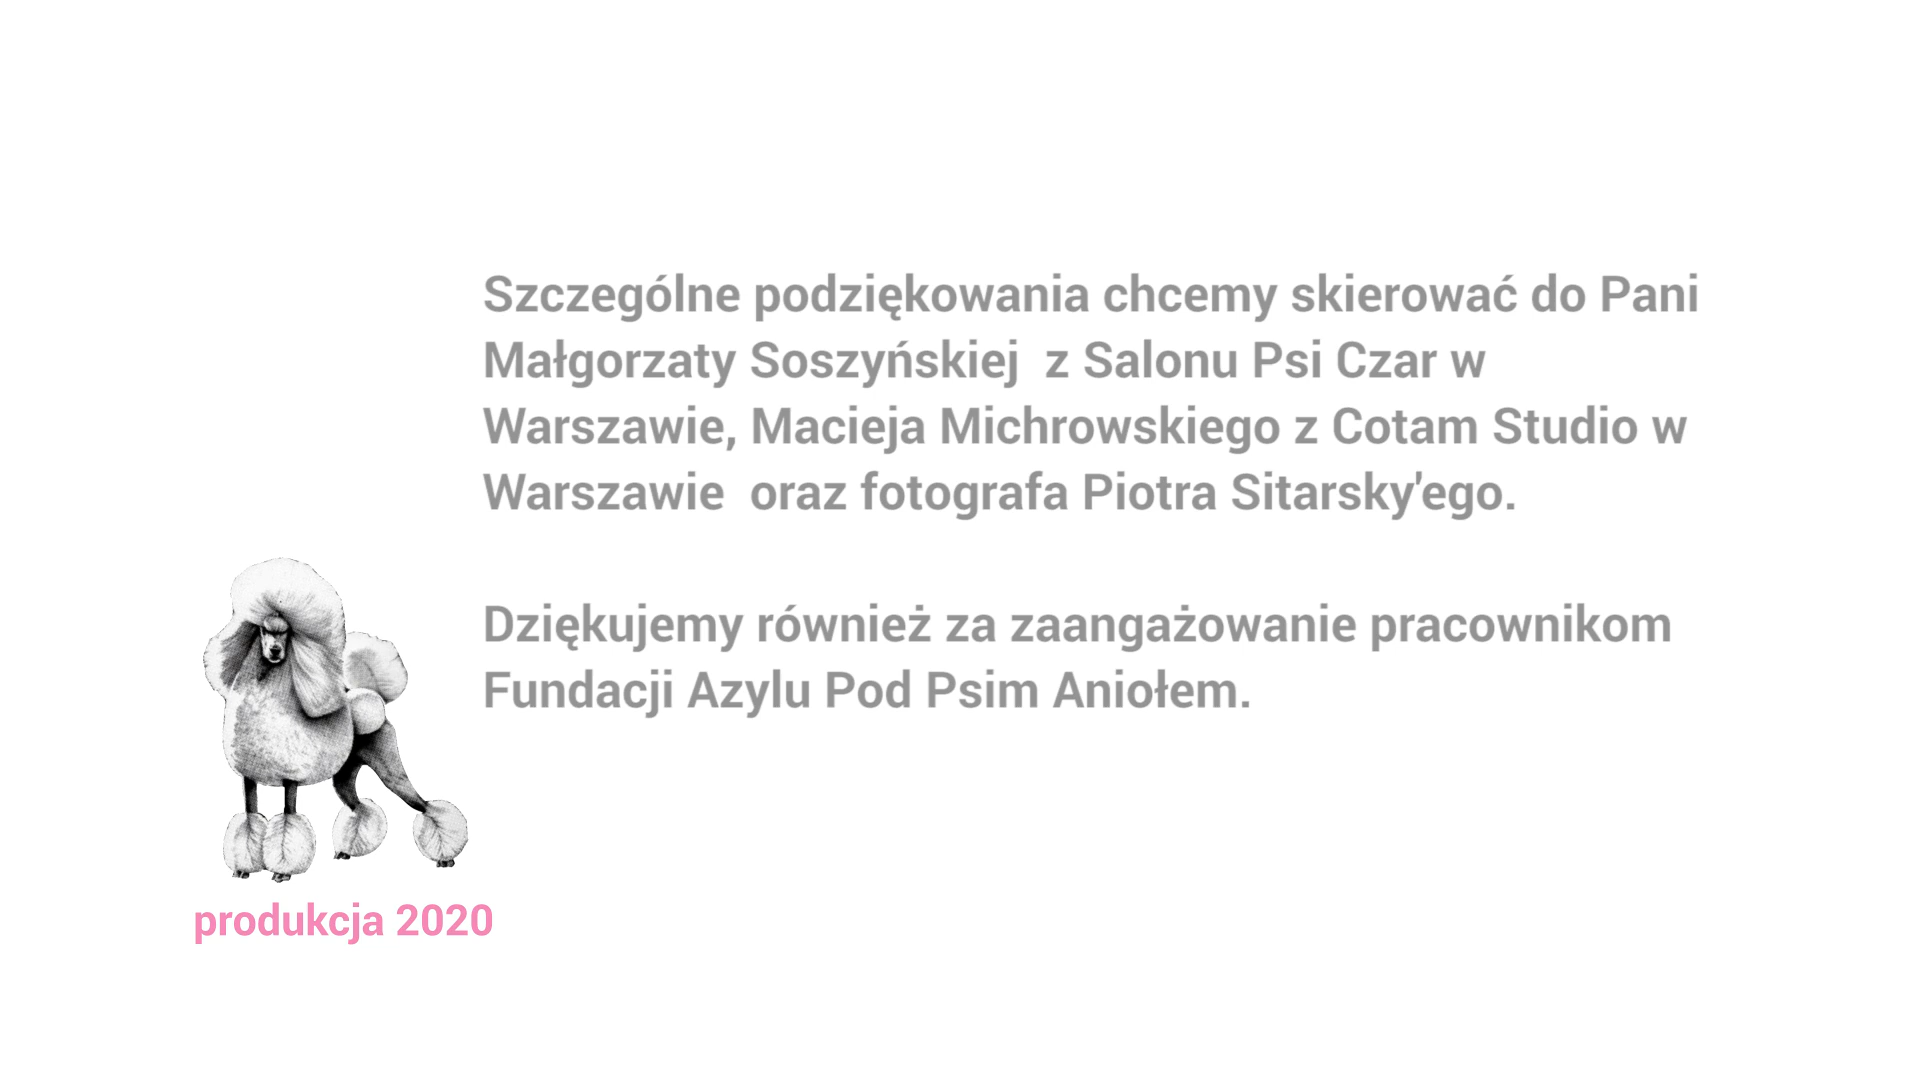 Szczególne podziękowania chcemy skierować do Pani
Małgorzaty Soszyńskiej  z Salonu Psi Czar w
Warszawie, Macieja Michrowskiego z Cotam Studio w
Warszawie  oraz fotografa Piotra Sitarsky'ego.
Dziękujemy również za zaangażowanie pracownikom
Fundacji Azylu Pod Psim Aniołem.
produkcja 2020